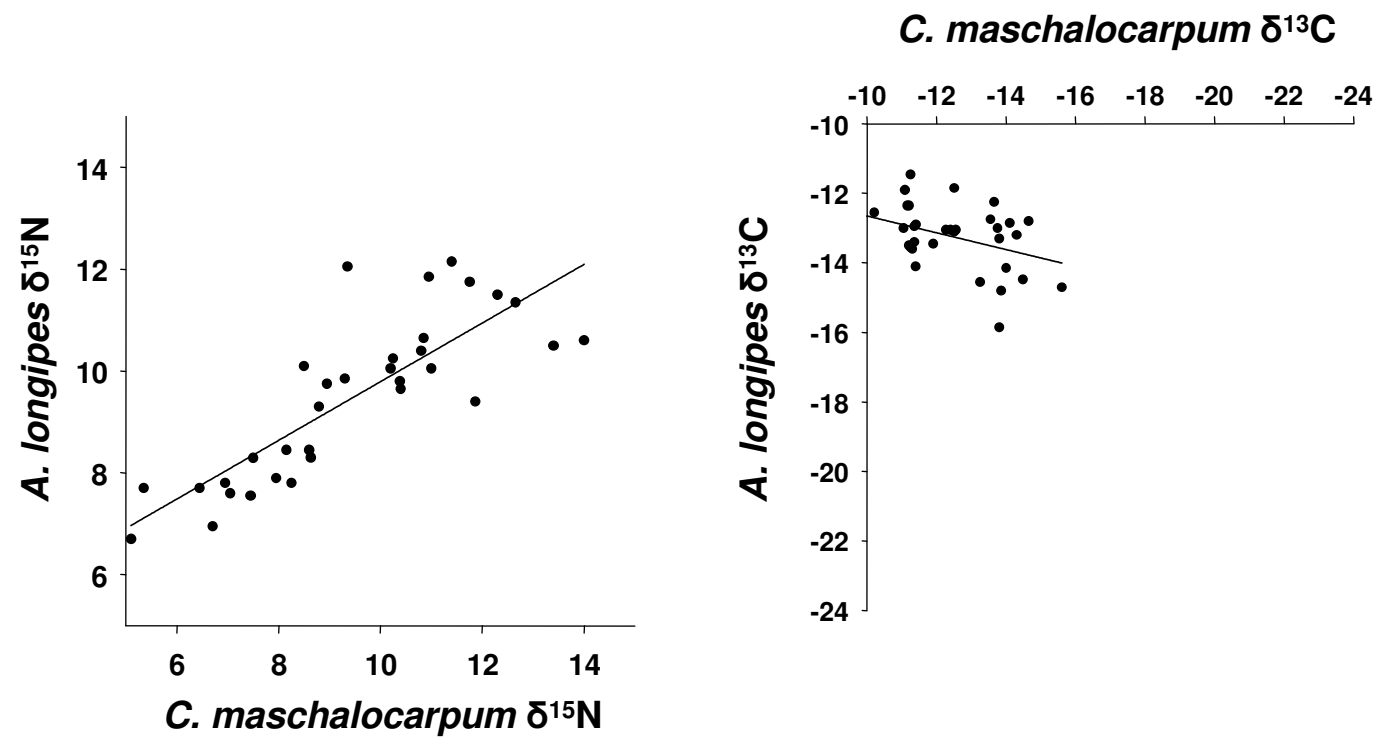 14
12
10
8
6
A. longipes δ¹⁵N
6 8 10 12 14
C. maschalocarpum δ¹⁵N
C. maschalocarpum δ¹³C
-10 -12 -14 -16 -18 -20 -22 -24
-10
-12
-14
-16
-18
-20
-22
-24
A. longipes δ¹³C